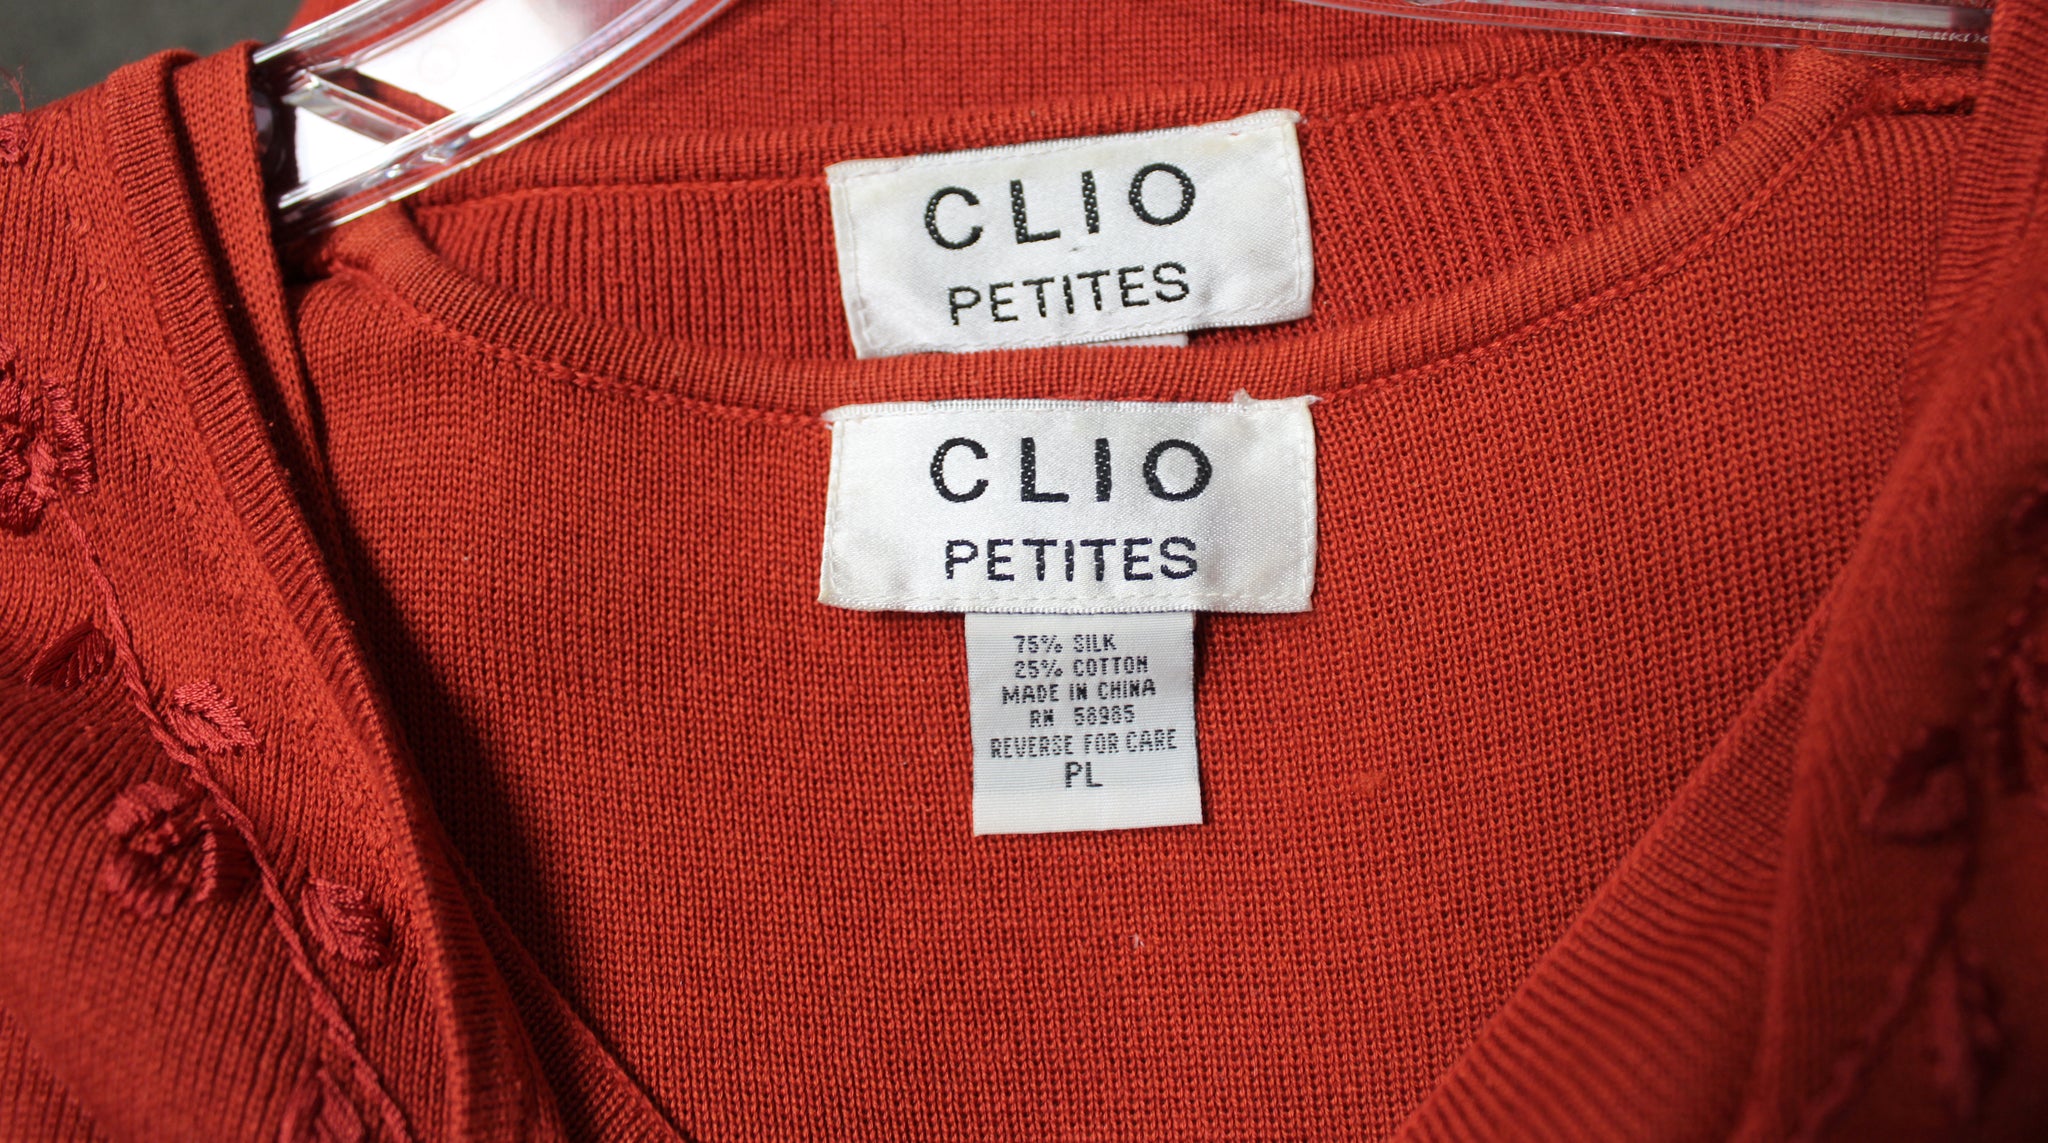 CLIO
PETITES
CLIO
PETITES
75% SILK
25% COTTON
MADE IN CHINA
RN 58985
REVERSE FOR CARE
PL